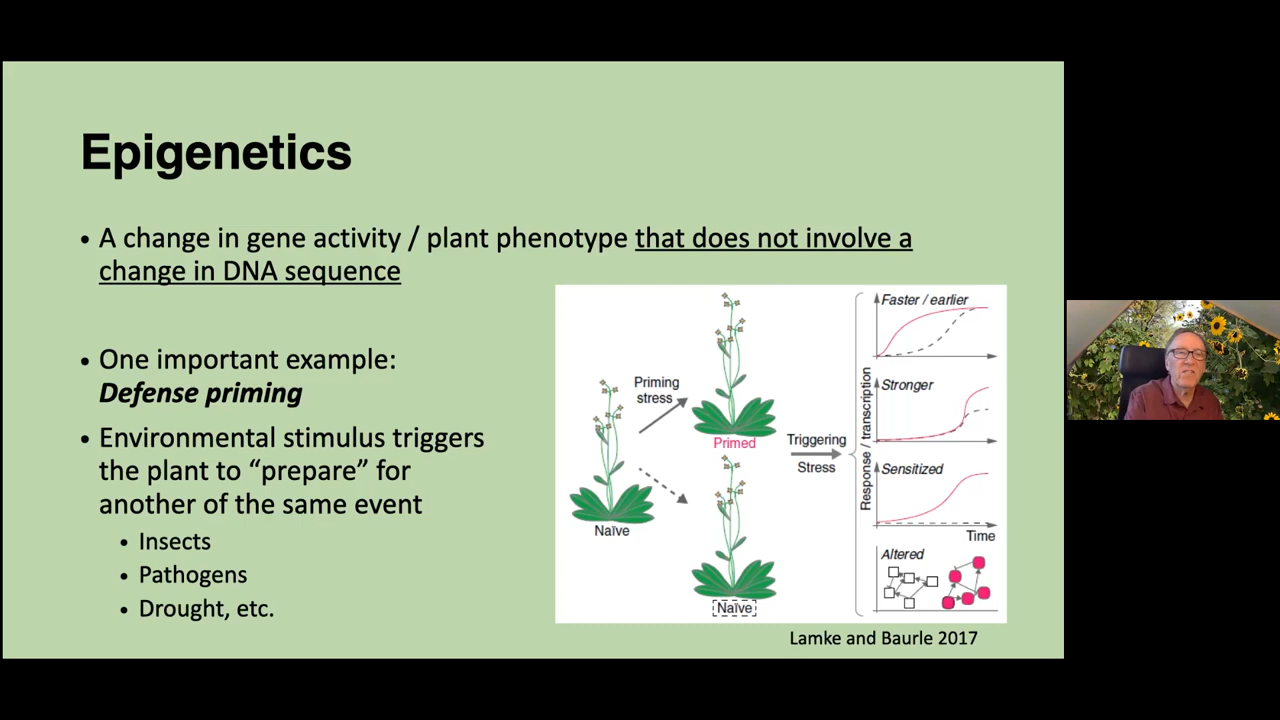 Epigenetics
• A change in gene activity / plant phenotype that does not involve a
change in DNA sequence
• One important example:
Defense priming
• Environmental stimulus triggers
the plant to “prepare” for
another of the same event
• Insects
• Pathogens
• Drought, etc.
Naïve
Priming
stress
Primed
Naïve
Triggering
Stress
Response / transcription
Faster / earlier
Stronger
Sensitized
Time
Altered
Lamke and Baurle 2017